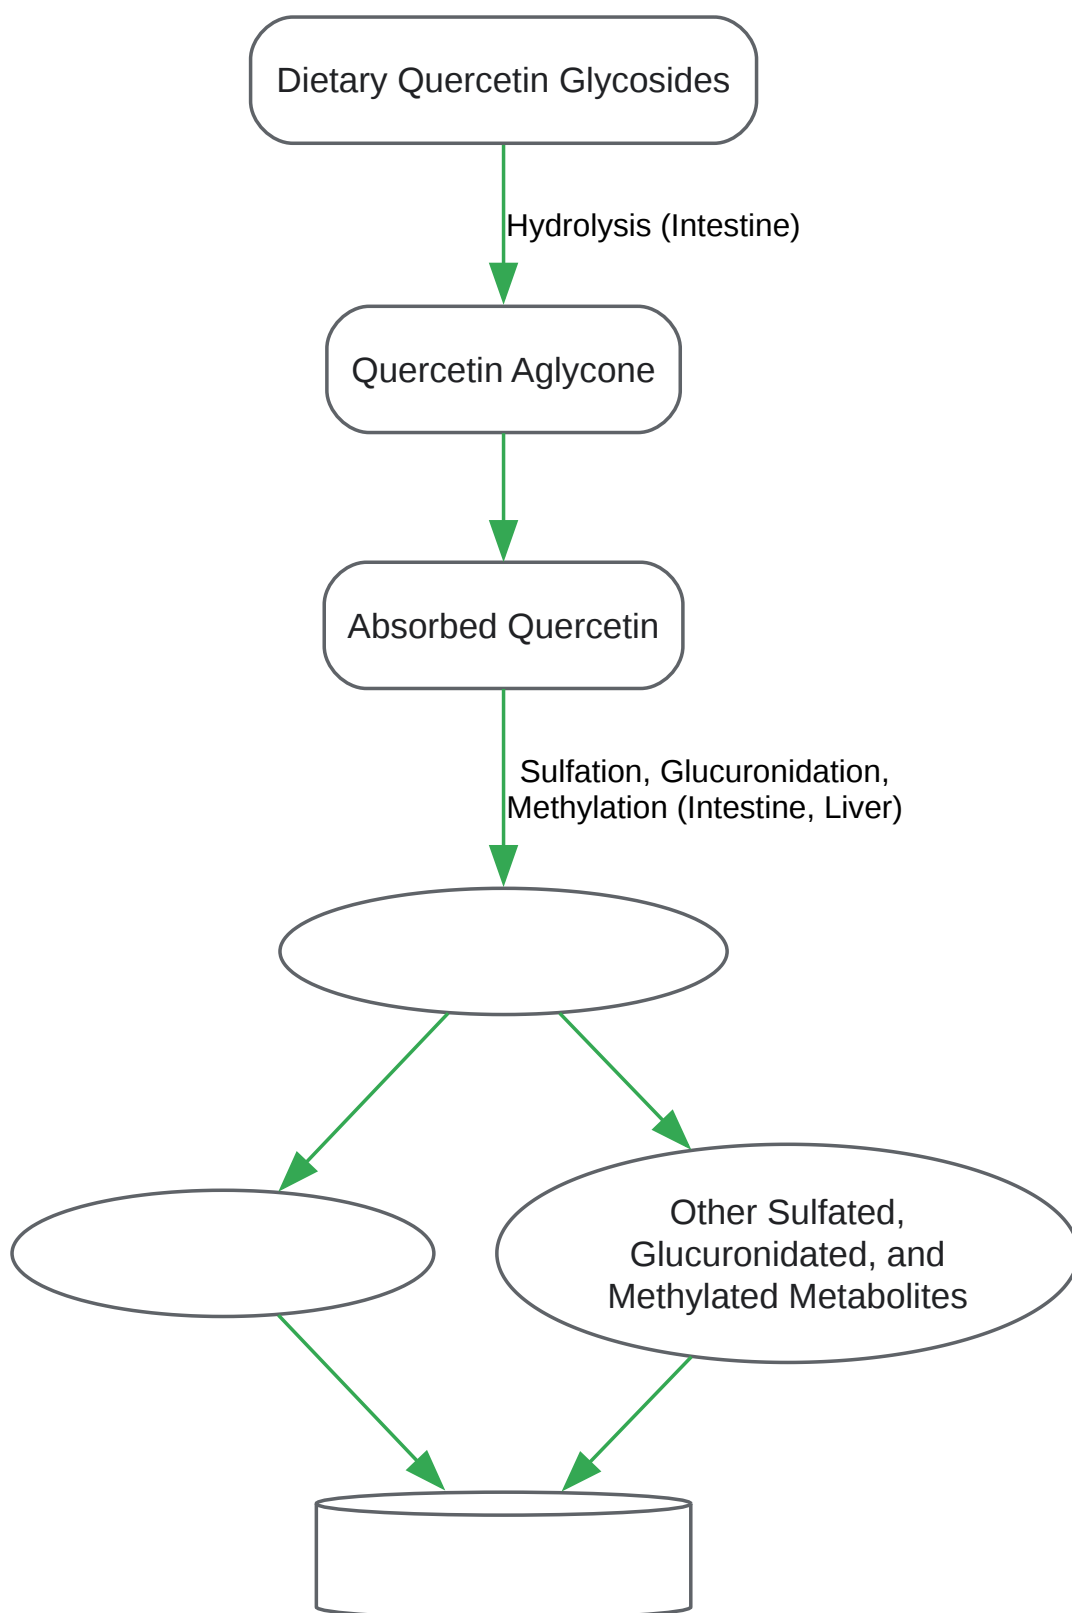 Dietary Quercetin Glycosides
Hydrolysis (Intestine)
Quercetin Aglycone
Absorbed Quercetin
Sulfation, Glucuronidation,
Methylation (Intestine, Liver)
Other Sulfated,
Glucuronidated, and
Methylated Metabolites